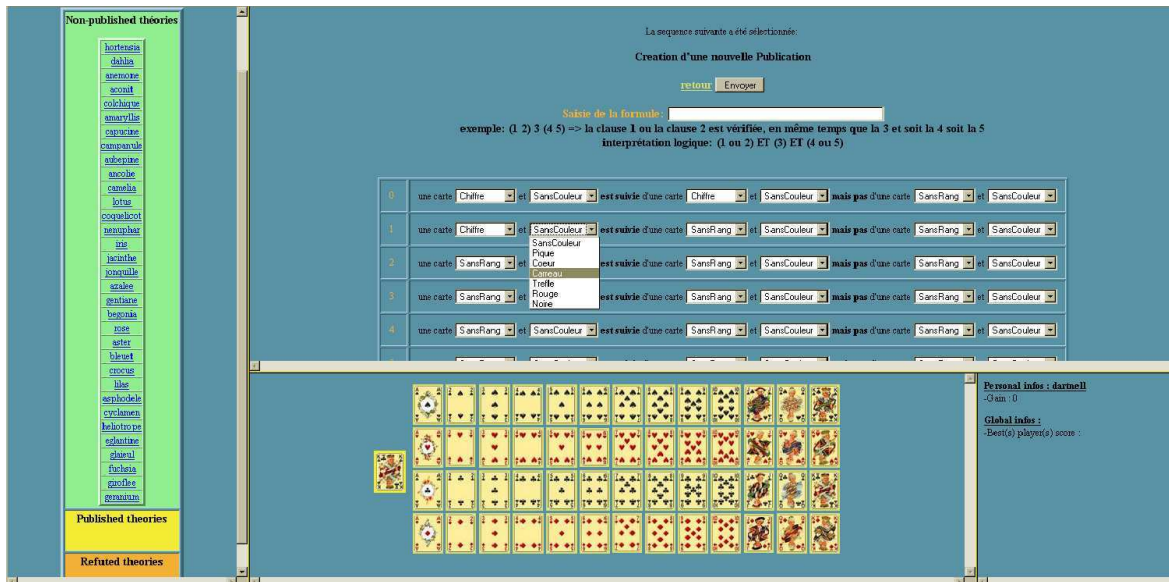 Non-published théories
hortensia
dahlia
anemone
aconit
colchique
amaryllis
capucine
campanule
aubepine
ancolie
camelia
lotus
coquelicot
nenuphar
iris
jacinthe
jonquille
azalee
gentiane
begonia
rose
aster
bleuet
crocus
lilas
asphodele
cyclamen
heliotrope
eglantine
glaieul
fuchsia
giroflee
geranium
Published theories
Refuted theories
La sequence suivante a été sélectionnée:
Creation d'une nouvelle Publication
retour Envoyer
Saisie de la formule:
exemple: (1 2) 3 (4 5) => la clause 1 ou la clause 2 est vérifiée, en même temps que la 3 et soit la 4 soit la 5
interprétation logique: (1 ou 2) ET (3) ET (4 ou 5)
0 une carte Chiffre et SansCouleur est suivie d'une carte Chiffre et SansCouleur mais pas d'une carte SansRang et SansCouleur
1 une carte Chiffre et SansCouleur est suivie d'une carte SansRang et SansCouleur mais pas d'une carte SansRang et SansCouleur
SansCouleur
Pique
Coeur
Carreau
Trefle
Rouge
Noire
2 une carte SansRang et est suivie d'une carte SansRang et SansCouleur mais pas d'une carte SansRang et SansCouleur
3 une carte SansRang et est suivie d'une carte SansRang et SansCouleur mais pas d'une carte SansRang et SansCouleur
4 une carte SansRang et SansCouleur est suivie d'une carte SansRang et SansCouleur mais pas d'une carte SansRang et SansCouleur
Personal infos : dartnell
-Gain : 0
Global infos :
-Best(s) player(s) score :